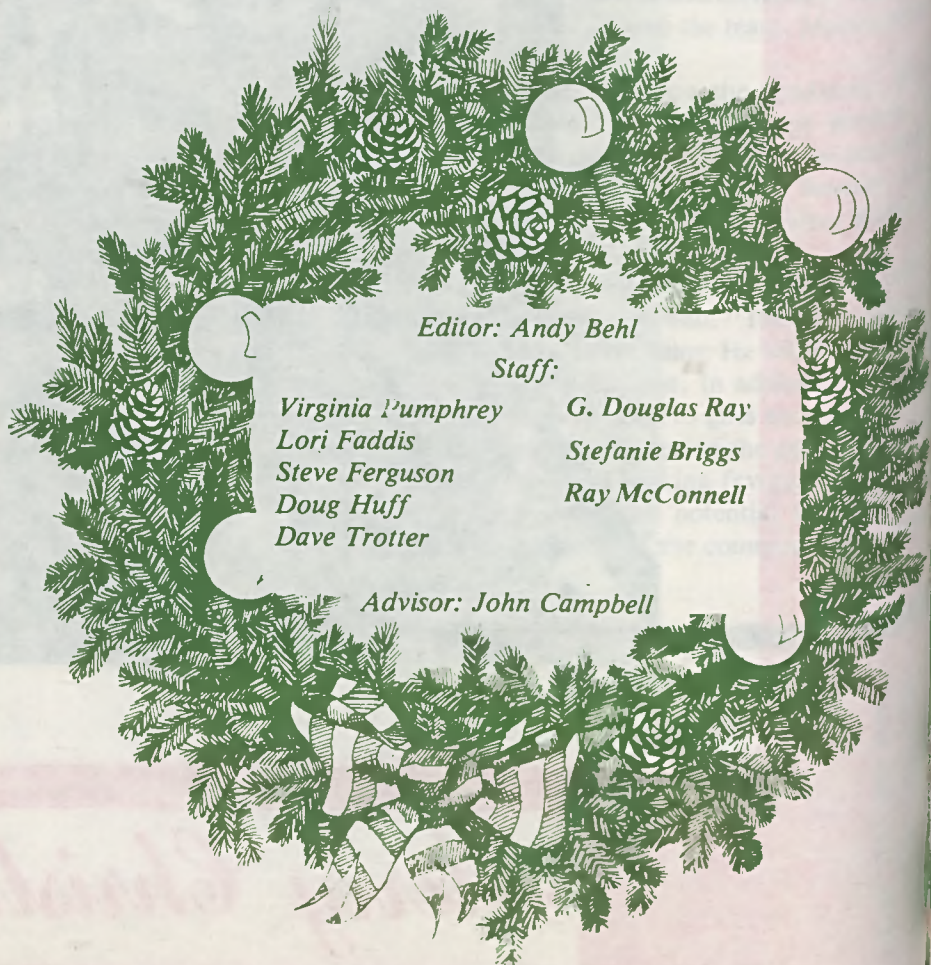 Editor: Andy Behl
Staff:
Virginia Pumphrey
Lori Faddis
Steve Ferguson
Doug Huff
Dave Trotter
G. Douglas Ray
Stefanie Briggs
Ray McConnell
Advisor: John Campbell